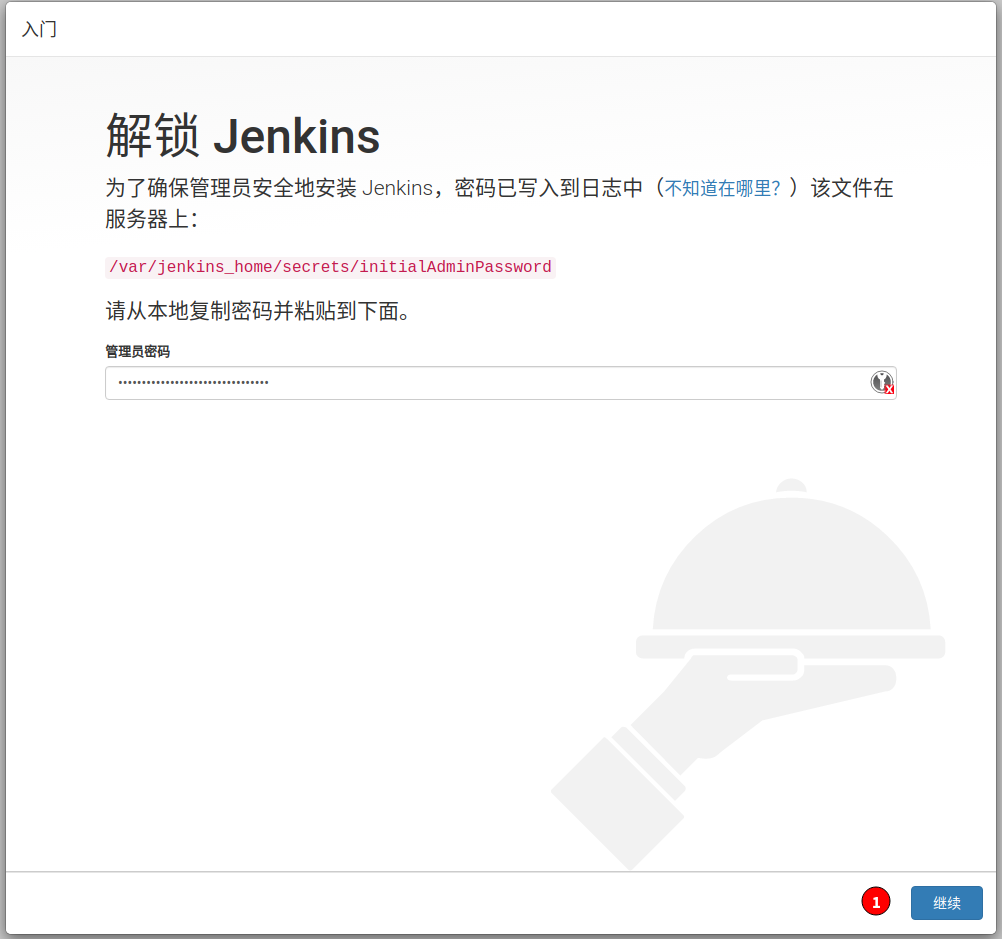 入门
解锁 Jenkins
为了确保管理员安全地安装 Jenkins，密码已写入到日志中（不知道在哪里？）该文件在
服务器上：
/var/jenkins_home/secrets/initialAdminPassword
请从本地复制密码并粘贴到下面。
管理员密码
1
继续